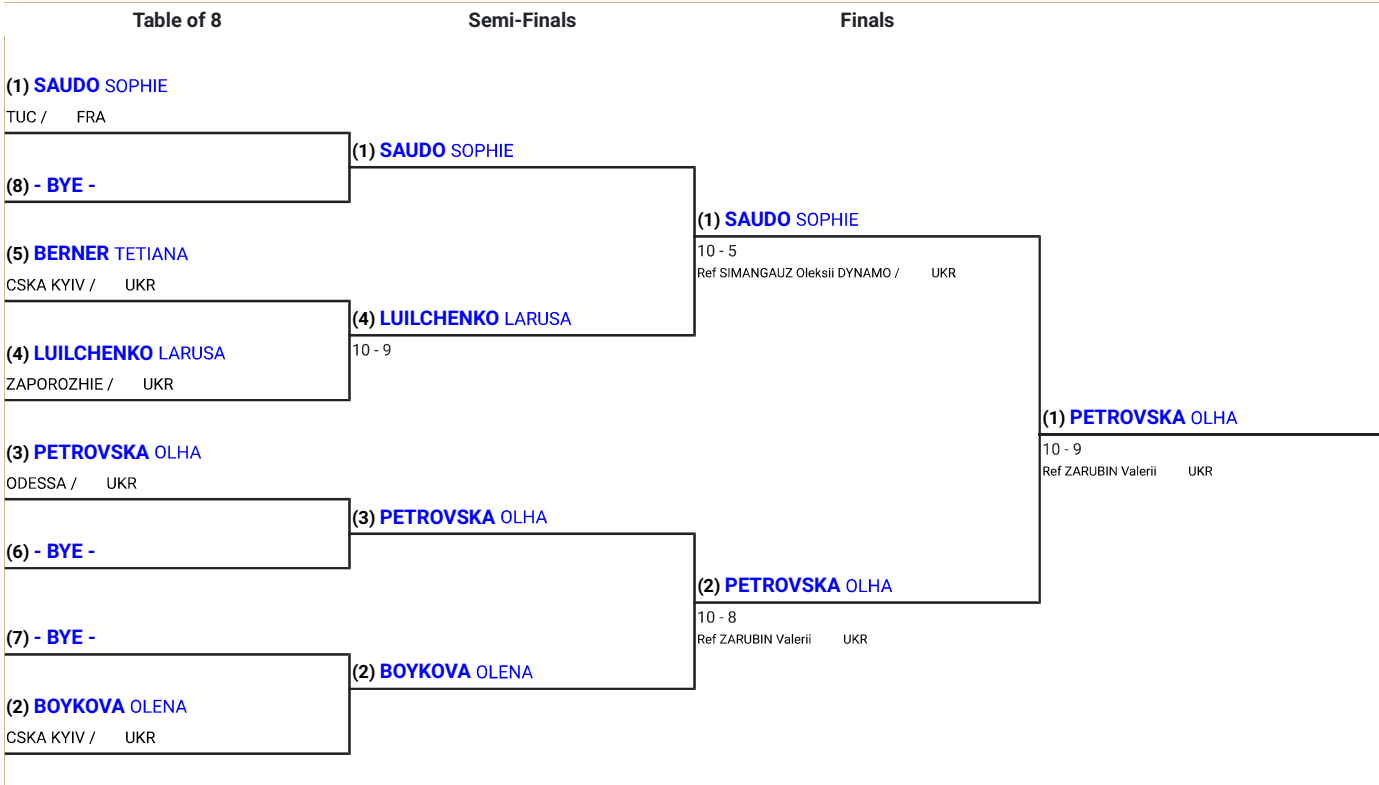 Table of 8
Semi-Finals
Finals
(1) SAUDO SOPHIE
TUC / FRA
(8) - BYE -
(5) BERNER TETIANA
CSKA KYIV / UKR
(4) LUILCHENKO LARUSA
ZAPOROZHIE / UKR
(3) PETROVSKA OLHA
ODESSA / UKR
(6) - BYE -
(7) - BYE -
(2) BOYKOVA OLENA
CSKA KYIV / UKR
(1) SAUDO SOPHIE
(4) LUILCHENKO LARUSA
10 - 9
(3) PETROVSKA OLHA
(2) BOYKOVA OLENA
(1) SAUDO SOPHIE
10 - 5
Ref SIMANGAUZ Oleksii DYNAMO / UKR
(2) PETROVSKA OLHA
10 - 8
Ref ZARUBIN Valerii UKR
(1) PETROVSKA OLHA
10 - 9
Ref ZARUBIN Valerii UKR